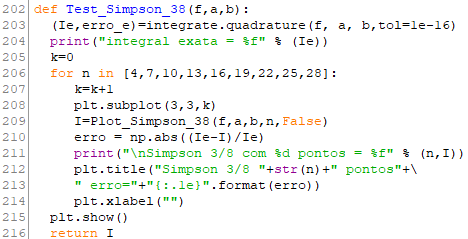 202 def Test_Simpson_38(f,a,b):
203   (Ie,erro_e)=integrate.quadrature(f, a, b,tol=1e-16)
204   print("integral exata = %f" % (Ie))
205   k=0
206   for n in [4,7,10,13,16,19,22,25,28]:
207      k=k+1
208      plt.subplot(3,3,k)
209      I=Plot_Simpson_38(f,a,b,n,False)
210      erro = np.abs((Ie-I)/Ie)
211      print("\nSimpson 3/8 com %d pontos = %f" % (n,I))
212      plt.title("Simpson 3/8 "+str(n)+" pontos"+\
213      " erro="+"{:.1e}".format(erro))
214      plt.xlabel("")
215   plt.show()
216   return I